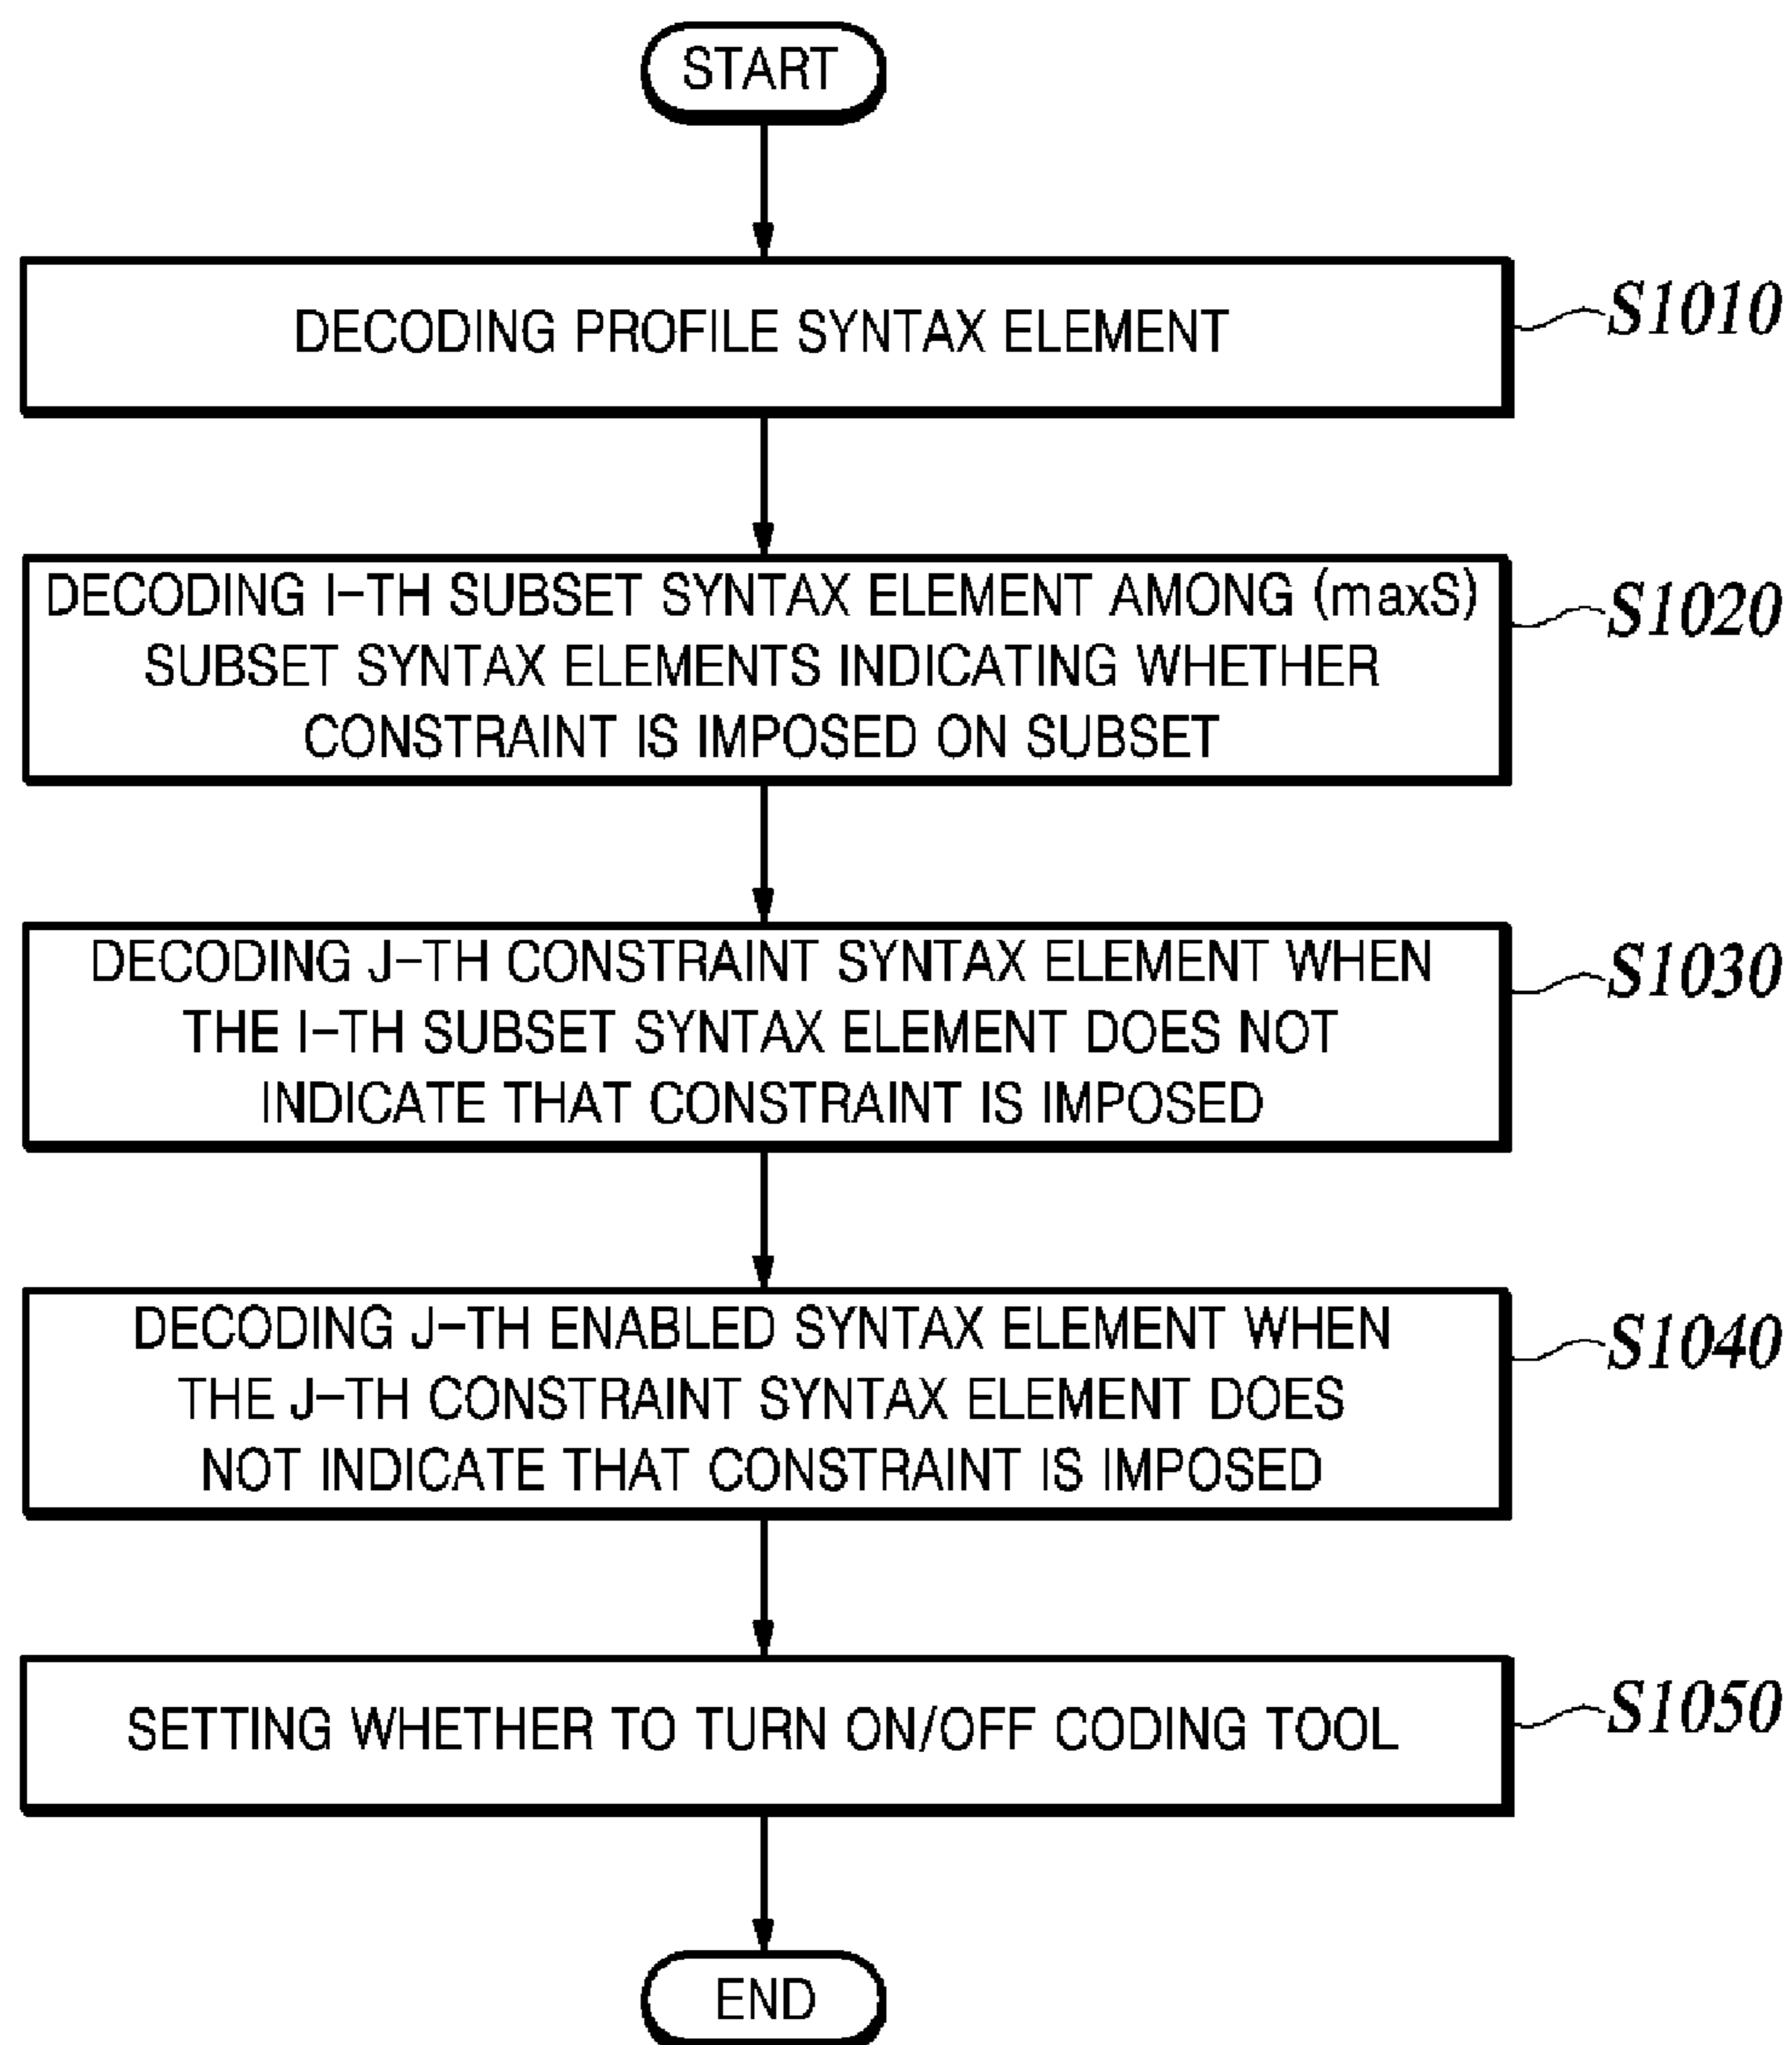 START
DECODING PROFILE SYNTAX ELEMENT
S1010
DECODING I-TH SUBSET SYNTAX ELEMENT AMONG (maxS)
SUBSET SYNTAX ELEMENTS INDICATING WHETHER
CONSTRAINT IS IMPOSED ON SUBSET
S1020
DECODING J-TH CONSTRAINT SYNTAX ELEMENT WHEN
THE I-TH SUBSET SYNTAX ELEMENT DOES NOT
INDICATE THAT CONSTRAINT IS IMPOSED
S1030
DECODING J-TH ENABLED SYNTAX ELEMENT WHEN
THE J-TH CONSTRAINT SYNTAX ELEMENT DOES
NOT INDICATE THAT CONSTRAINT IS IMPOSED
S1040
SETTING WHETHER TO TURN ON/OFF CODING TOOL
S1050
END